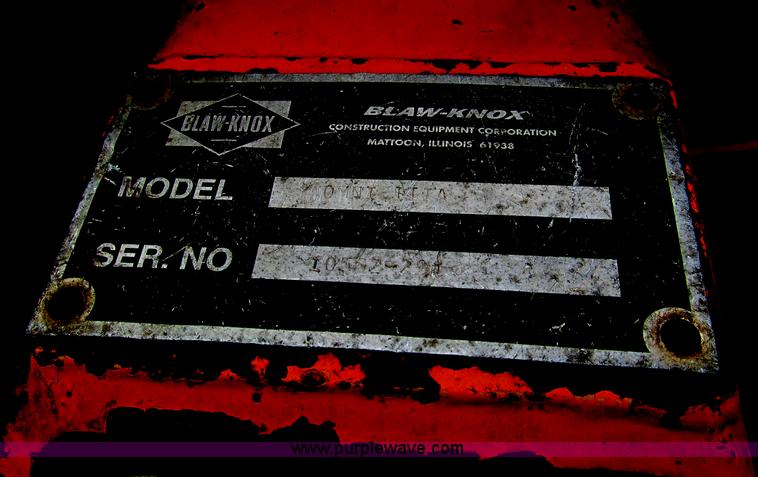 BLAW-KNOX
BLAW-KNOX
CONSTRUCTION EQUIPMENT CORPORATION
MATTOON, ILLINOIS 61938
MODEL
SER. NO
www.purplewave.com